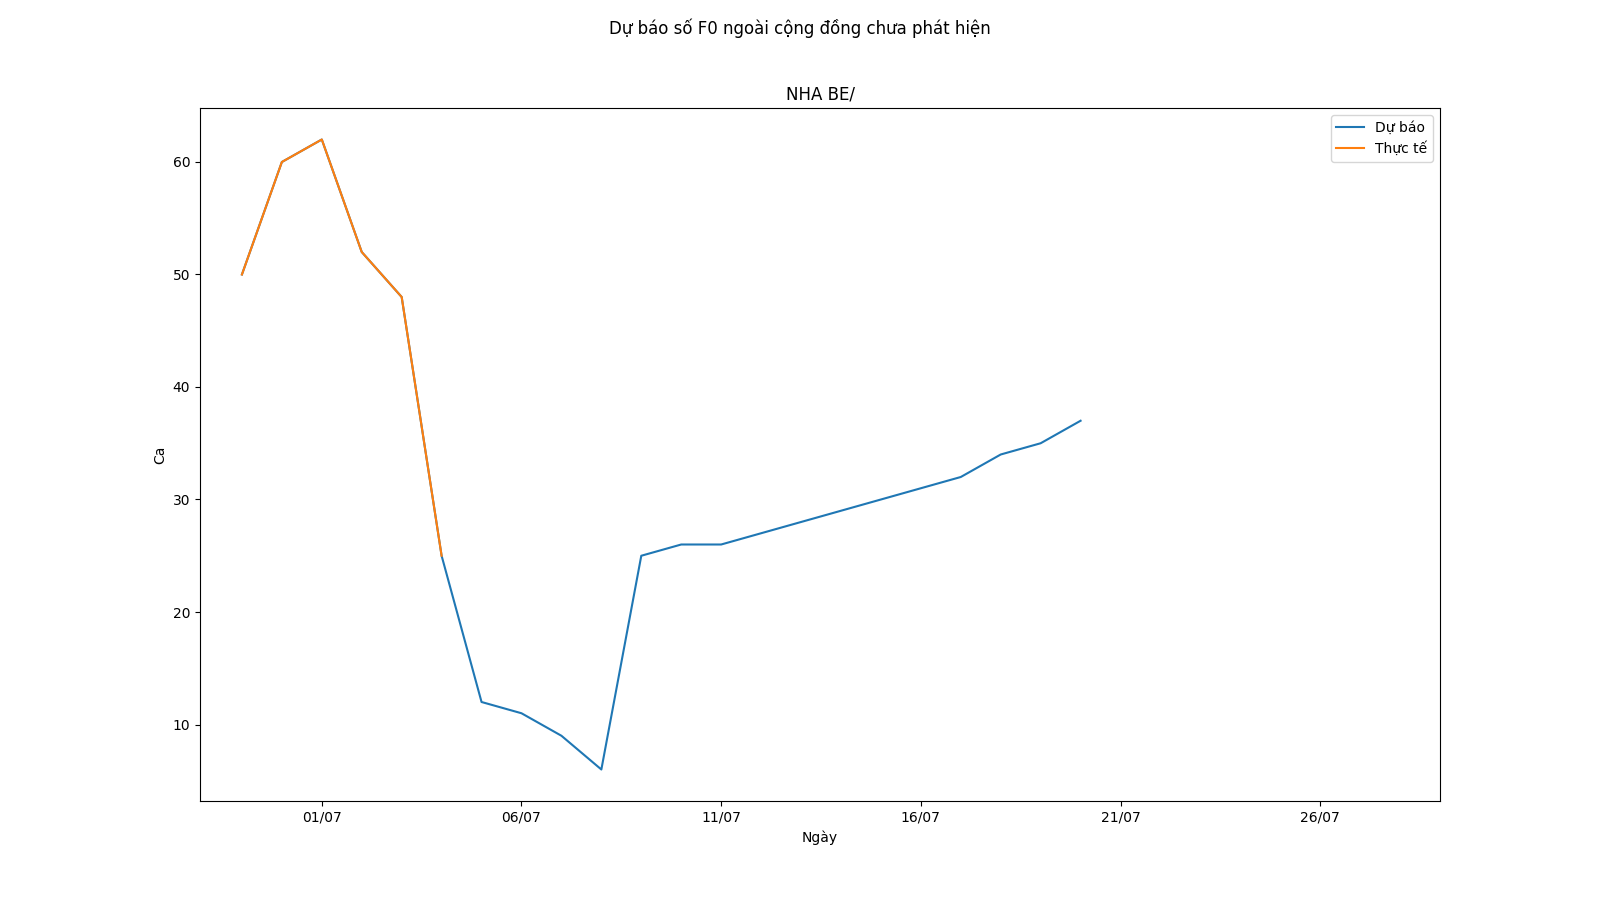 Dự báo số F0 ngoài cộng đồng chưa phát hiện
NHA BE/
Dự báo
Thực tế
60
50
40
30
20
10
Ca
01/07 06/07 11/07 16/07 21/07 26/07
Ngày